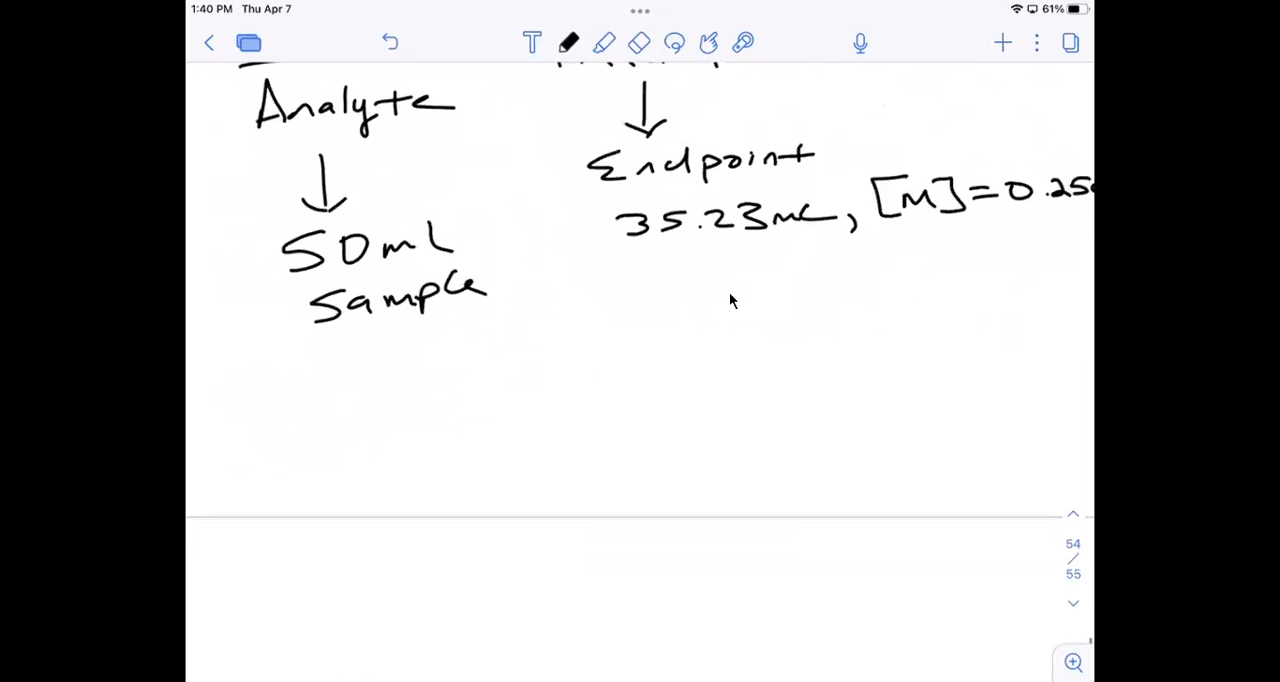 1:40 PM Thu Apr 7
61%
T
Analyte
Endpoint
35.23mL, [M]=0.25
50mL
Sample
54
55